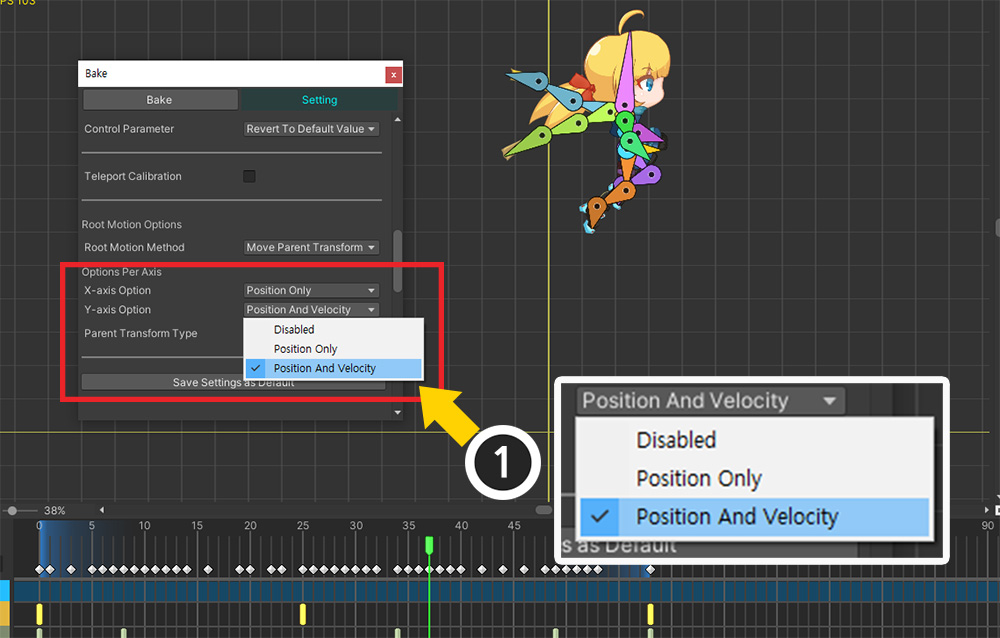 PS 103
Bake
x
Bake
Setting
Control Parameter
Revert To Default Value
Teleport Calibration
Root Motion Options
Root Motion Method
Move Parent Transform
Options Per Axis
X-axis Option
Position Only
Y-axis Option
Position And Velocity
Parent Transform Type
Disabled
Position Only
Position And Velocity
Save Settings as Default
1
Position And Velocity
Disabled
Position Only
Position And Velocity
s as Default
38%
0 5 10 15 20 25 30 35 40 45 90